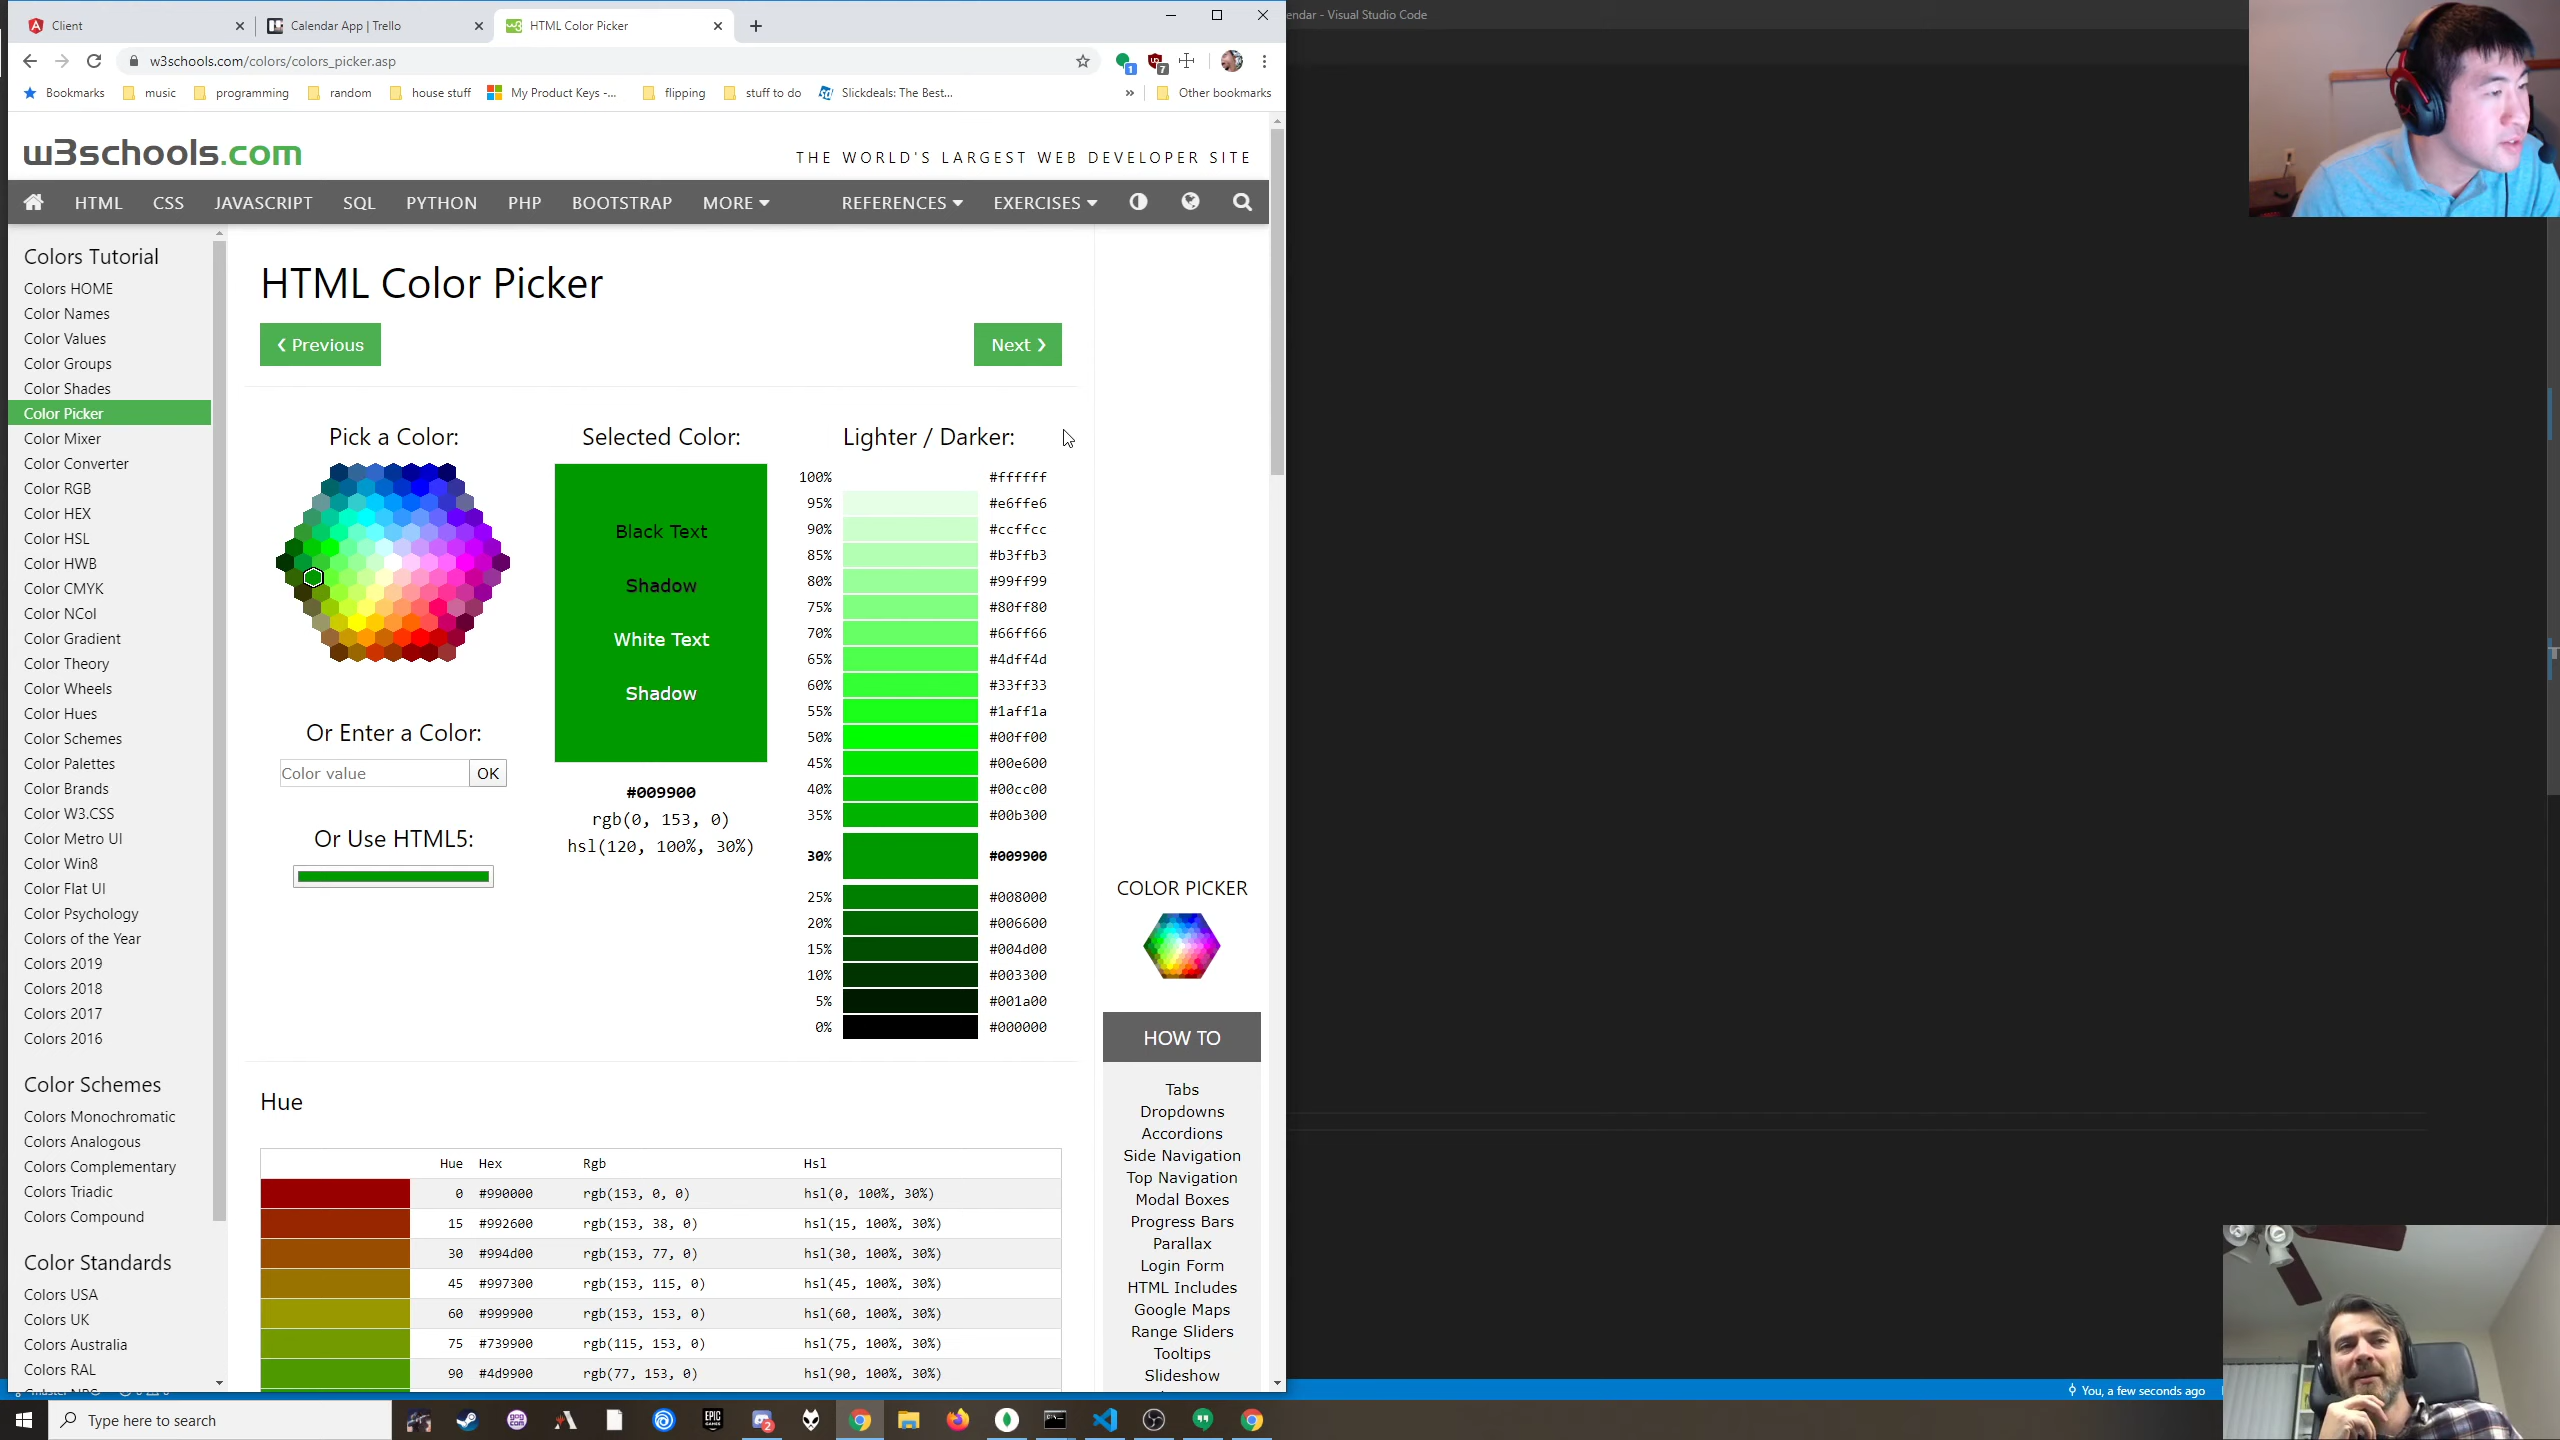 Client
Calendar App | Trello
HTML Color Picker
endar - Visual Studio Code
w3schools.com/colors/colors_picker.asp
1
7
Bookmarks
music
programming
random
house stuff
My Product Keys -...
flipping
stuff to do
Slickdeals: The Best...
»
Other bookmarks
w3schools.com
THE WORLD'S LARGEST WEB DEVELOPER SITE
HTML
CSS
JAVASCRIPT
SQL
PYTHON
PHP
BOOTSTRAP
MORE
REFERENCES
EXERCISES
Colors Tutorial
Colors HOME
Color Names
Color Values
Color Groups
Color Shades
Color Picker
Color Mixer
Color Converter
Color RGB
Color HEX
Color HSL
Color HWB
Color CMYK
Color NCol
Color Gradient
Color Theory
Color Wheels
Color Hues
Color Schemes
Color Palettes
Color Brands
Color W3.CSS
Color Metro UI
Color Win8
Color Flat UI
Color Psychology
Colors of the Year
Colors 2019
Colors 2018
Colors 2017
Colors 2016
Color Schemes
Colors Monochromatic
Colors Analogous
Colors Complementary
Colors Triadic
Colors Compound
Color Standards
Colors USA
Colors UK
Colors Australia
Colors RAL
HTML Color Picker
❮ Previous
Next ❯
Pick a Color:
Or Enter a Color:
Color value
OK
Or Use HTML5:
Selected Color:
Black Text
Shadow
White Text
Shadow
#009900
rgb(0, 153, 0)
hsl(120, 100%, 30%)
Lighter / Darker:
100% #ffffff
95% #e6ffe6
90% #ccffcc
85% #b3ffb3
80% #99ff99
75% #80ff80
70% #66ff66
65% #4dff4d
60% #33ff33
55% #1aff1a
50% #00ff00
45% #00e600
40% #00cc00
35% #00b300
30% #009900
25% #008000
20% #006600
15% #004d00
10% #003300
5% #001a00
0% #000000
Hue
Hue Hex Rgb Hsl
0 #990000 rgb(153, 0, 0) hsl(0, 100%, 30%)
15 #992600 rgb(153, 38, 0) hsl(15, 100%, 30%)
30 #994d00 rgb(153, 77, 0) hsl(30, 100%, 30%)
45 #997300 rgb(153, 115, 0) hsl(45, 100%, 30%)
60 #999900 rgb(153, 153, 0) hsl(60, 100%, 30%)
75 #739900 rgb(115, 153, 0) hsl(75, 100%, 30%)
90 #4d9900 rgb(77, 153, 0) hsl(90, 100%, 30%)
COLOR PICKER
HOW TO
Tabs
Dropdowns
Accordions
Side Navigation
Top Navigation
Modal Boxes
Progress Bars
Parallax
Login Form
HTML Includes
Google Maps
Range Sliders
Tooltips
Slideshow
You, a few seconds ago
Type here to search
gog
com
EPIC
GAMES
2